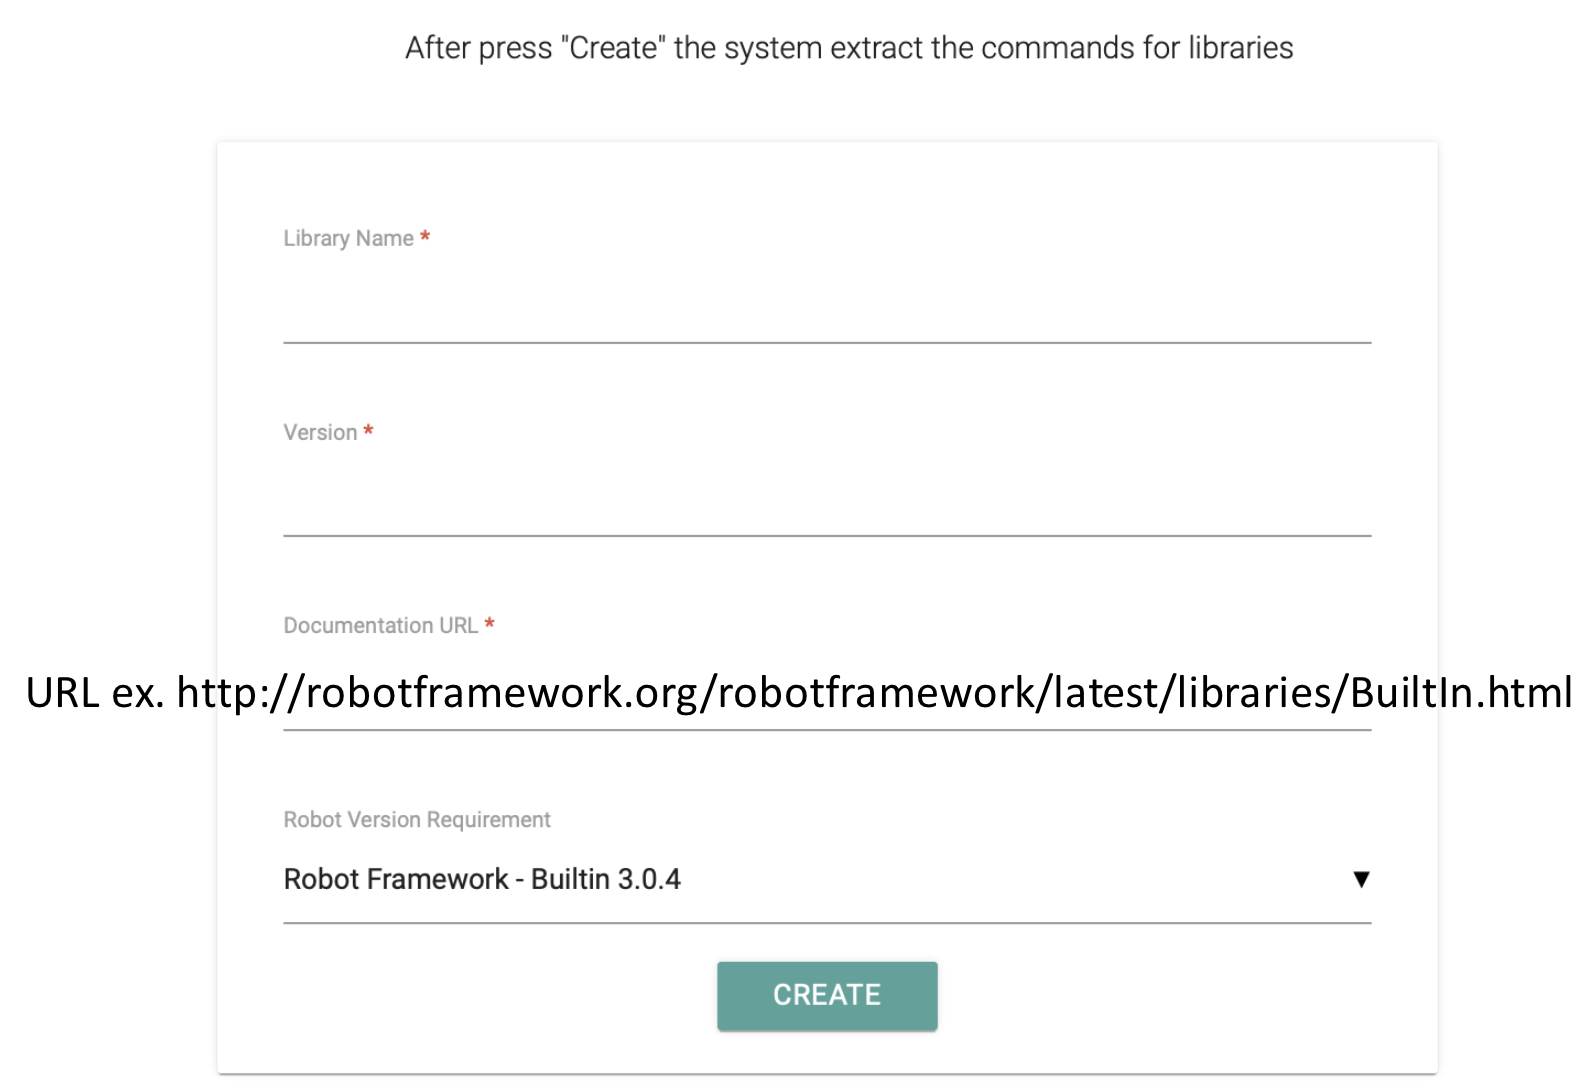 After press "Create" the system extract the commands for libraries
Library Name *
Version *
Documentation URL *
URL ex. http://robotframework.org/robotframework/latest/libraries/BuiltIn.html
Robot Version Requirement
Robot Framework - Builtin 3.0.4 ▼
CREATE